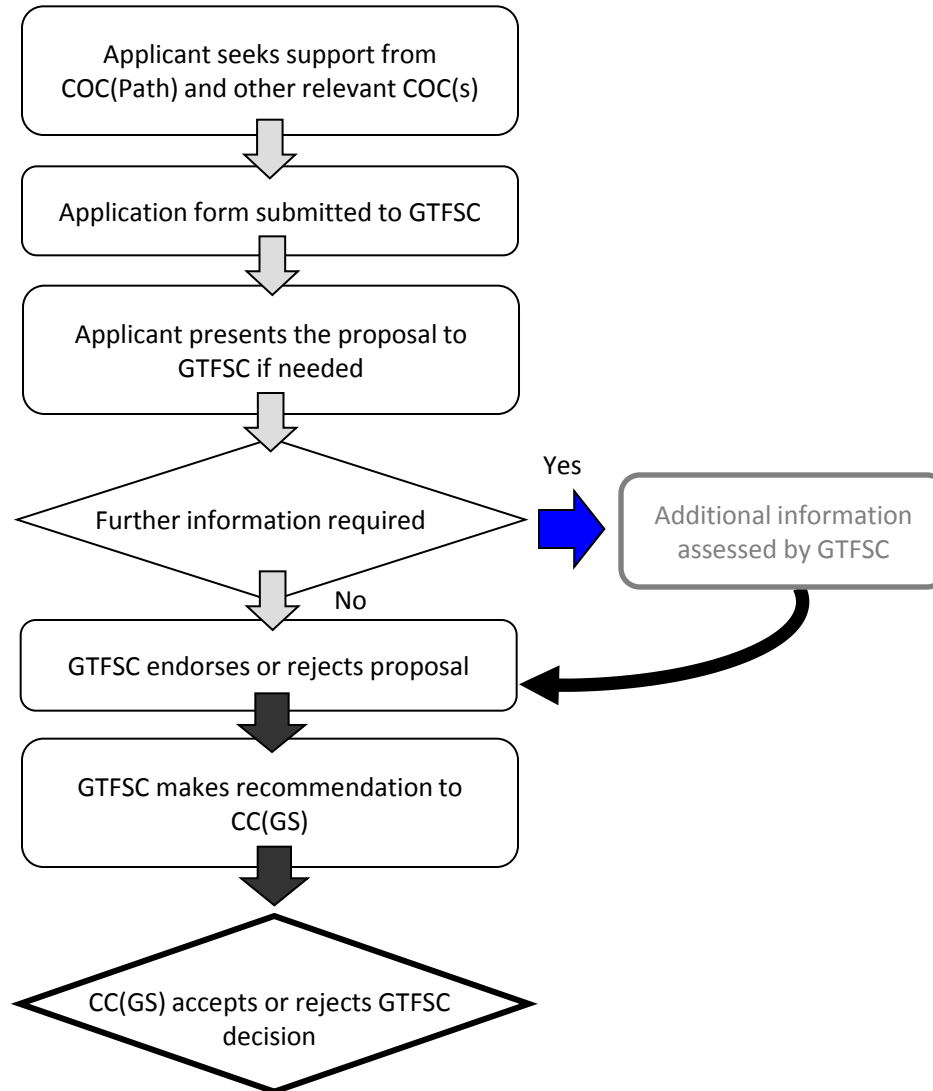 Applicant seeks support from
COC(Path) and other relevant COC(s)
Application form submitted to GTFSC
Applicant presents the proposal to
GTFSC if needed
Further information required
Yes
Additional information
assessed by GTFSC
No
GTFSC endorses or rejects proposal
GTFSC makes recommendation to
CC(GS)
CC(GS) accepts or rejects GTFSC
decision